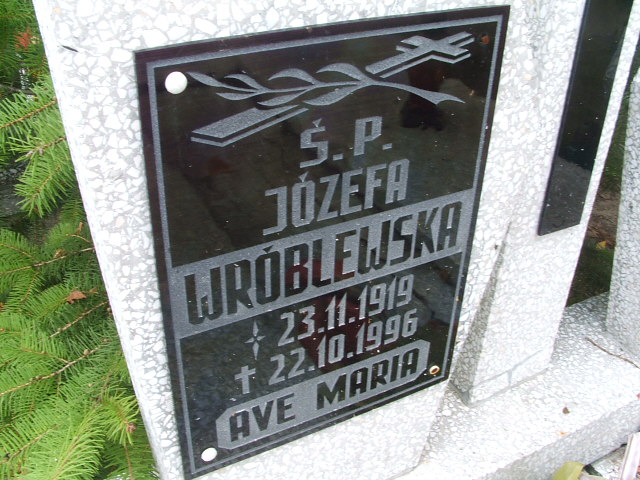 Ś. P.
JÓZEFA
WRÓBLEWSKA
23.11.1919
† 22.10.1996
AVE MARIA